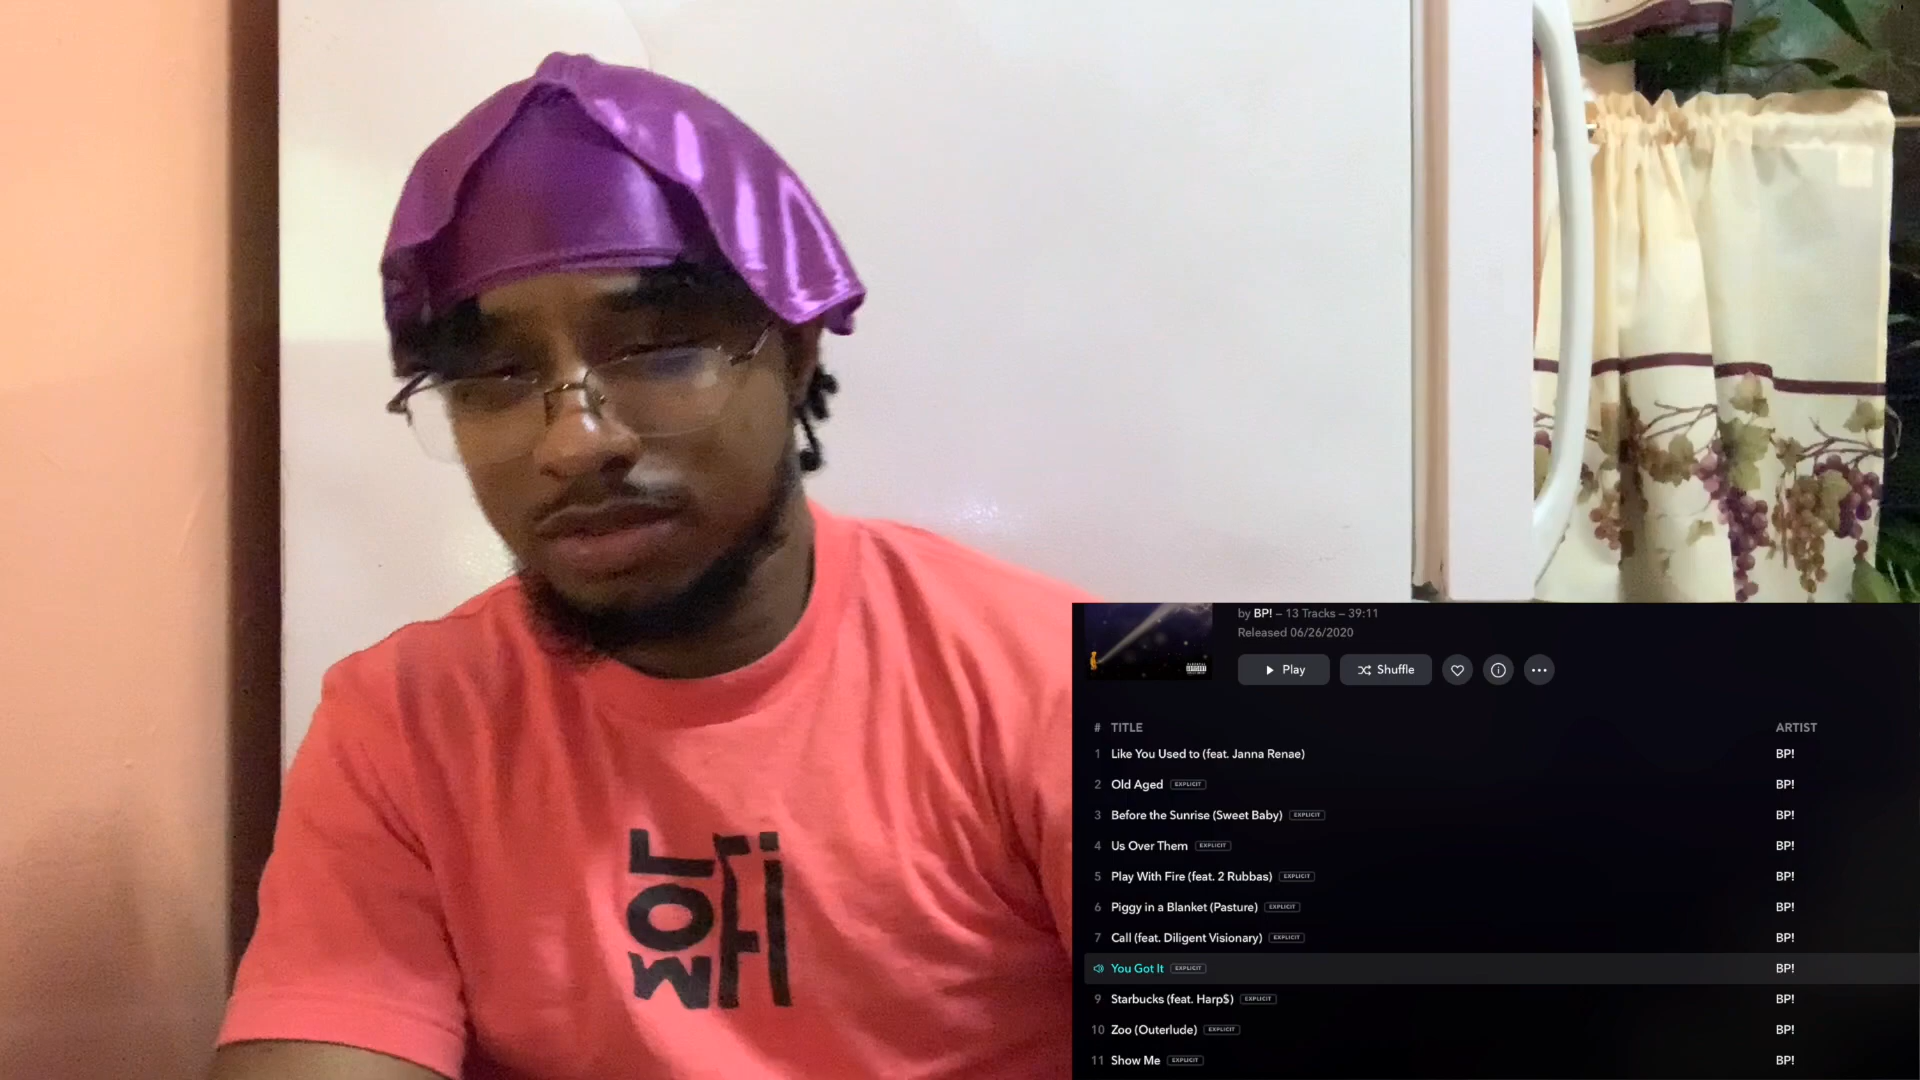 LOW
FI
by BP! – 13 Tracks – 39:11
Released 06/26/2020
Play
Shuffle
# TITLE ARTIST
1 Like You Used to (feat. Janna Renae) BP!
2 Old Aged EXPLICIT BP!
3 Before the Sunrise (Sweet Baby) EXPLICIT BP!
4 Us Over Them EXPLICIT BP!
5 Play With Fire (feat. 2 Rubbas) EXPLICIT BP!
6 Piggy in a Blanket (Pasture) EXPLICIT BP!
7 Call (feat. Diligent Visionary) EXPLICIT BP!
You Got It EXPLICIT BP!
9 Starbucks (feat. Harp$) EXPLICIT BP!
10 Zoo (Outerlude) EXPLICIT BP!
11 Show Me EXPLICIT BP!